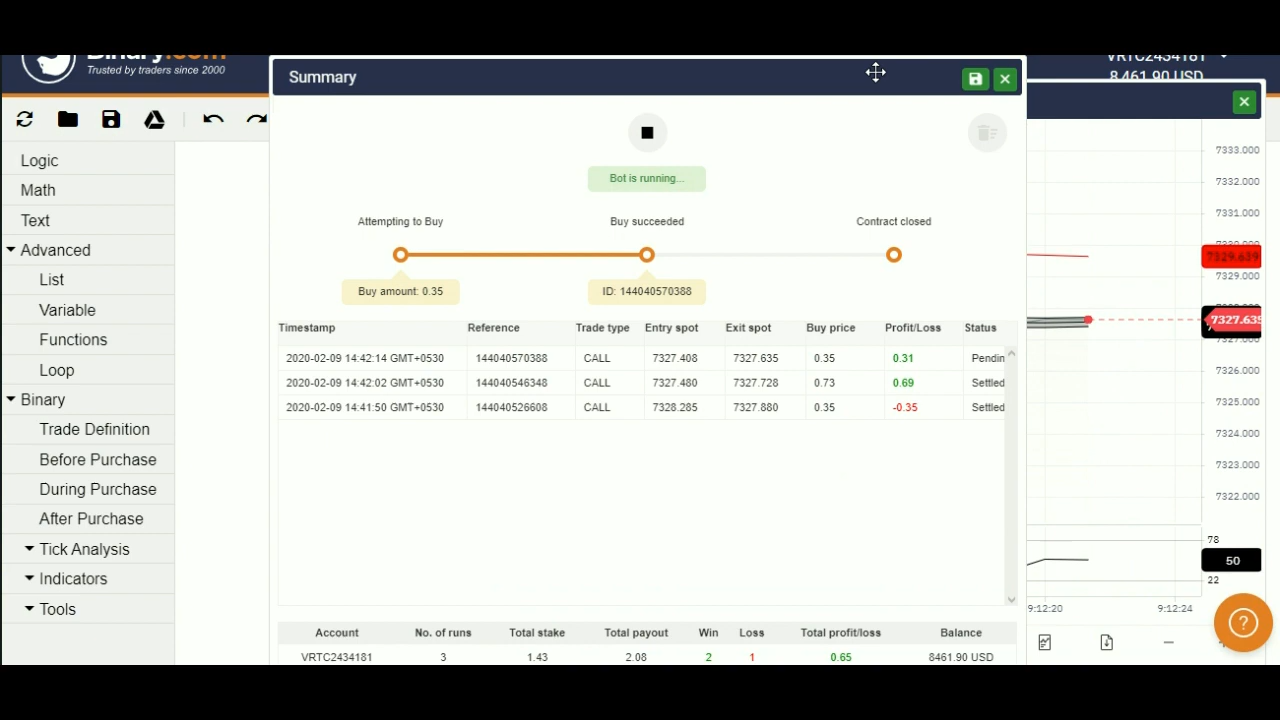 Binary.com
Trusted by traders since 2000
VRTC2434181
8,461.90 USD
Summary
Logic
Math
Text
Advanced
List
Variable
Functions
Loop
Binary
Trade Definition
Before Purchase
During Purchase
After Purchase
Tick Analysis
Indicators
Tools
Bot is running...
Attempting to Buy Buy succeeded Contract closed
Buy amount: 0.35 ID: 144040570388
Timestamp Reference Trade type Entry spot Exit spot Buy price Profit/Loss Status
2020-02-09 14:42:14 GMT+0530 144040570388 CALL 7327.408 7327.635 0.35 0.31 Pendin
2020-02-09 14:42:02 GMT+0530 144040546348 CALL 7327.480 7327.728 0.73 0.69 Settled
2020-02-09 14:41:50 GMT+0530 144040526608 CALL 7328.285 7327.880 0.35 -0.35 Settled
Account No. of runs Total stake Total payout Win Loss Total profit/loss Balance
VRTC2434181 3 1.43 2.08 2 1 0.65 8461.90 USD
7333.000
7332.000
7331.000
7329.639
7329.000
7327.635
7326.000
7325.000
7324.000
7323.000
7322.000
78
50
22
9:12:20 9:12:24
?